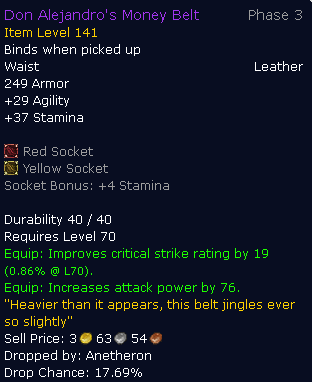 Don Alejandro's Money Belt Phase 3
Item Level 141
Binds when picked up
Waist Leather
249 Armor
+29 Agility
+37 Stamina
Red Socket
Yellow Socket
Socket Bonus: +4 Stamina
Durability 40 / 40
Requires Level 70
Equip: Improves critical strike rating by 19
(0.86% @ L70).
Equip: Increases attack power by 76.
"Heavier than it appears, this belt jingles ever
so slightly"
Sell Price: 3 63 54
Dropped by: Anetheron
Drop Chance: 17.69%